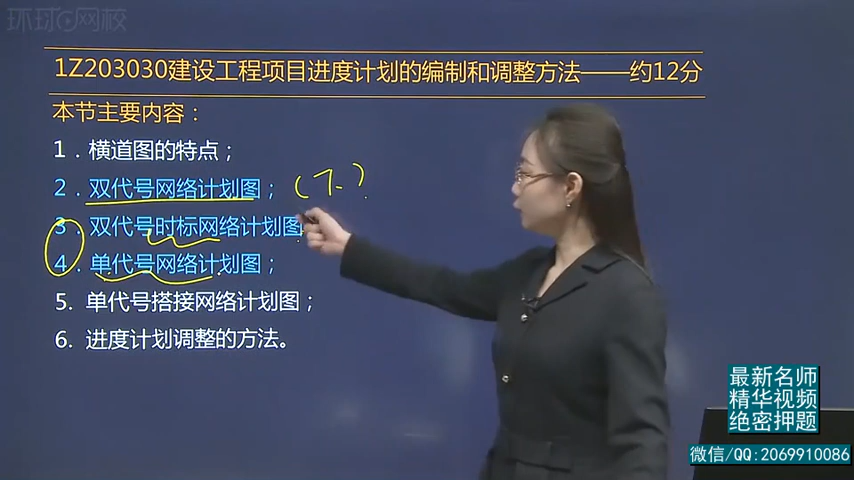 环球网校
1Z203030建设工程项目进度计划的编制和调整方法——约12分
本节主要内容：
1．横道图的特点；
2．双代号网络计划图；
3．双代号时标网络计划图
4．单代号网络计划图；
5. 单代号搭接网络计划图；
6. 进度计划调整的方法。
最新名师
精华视频
绝密押题
微信/QQ:2069910086